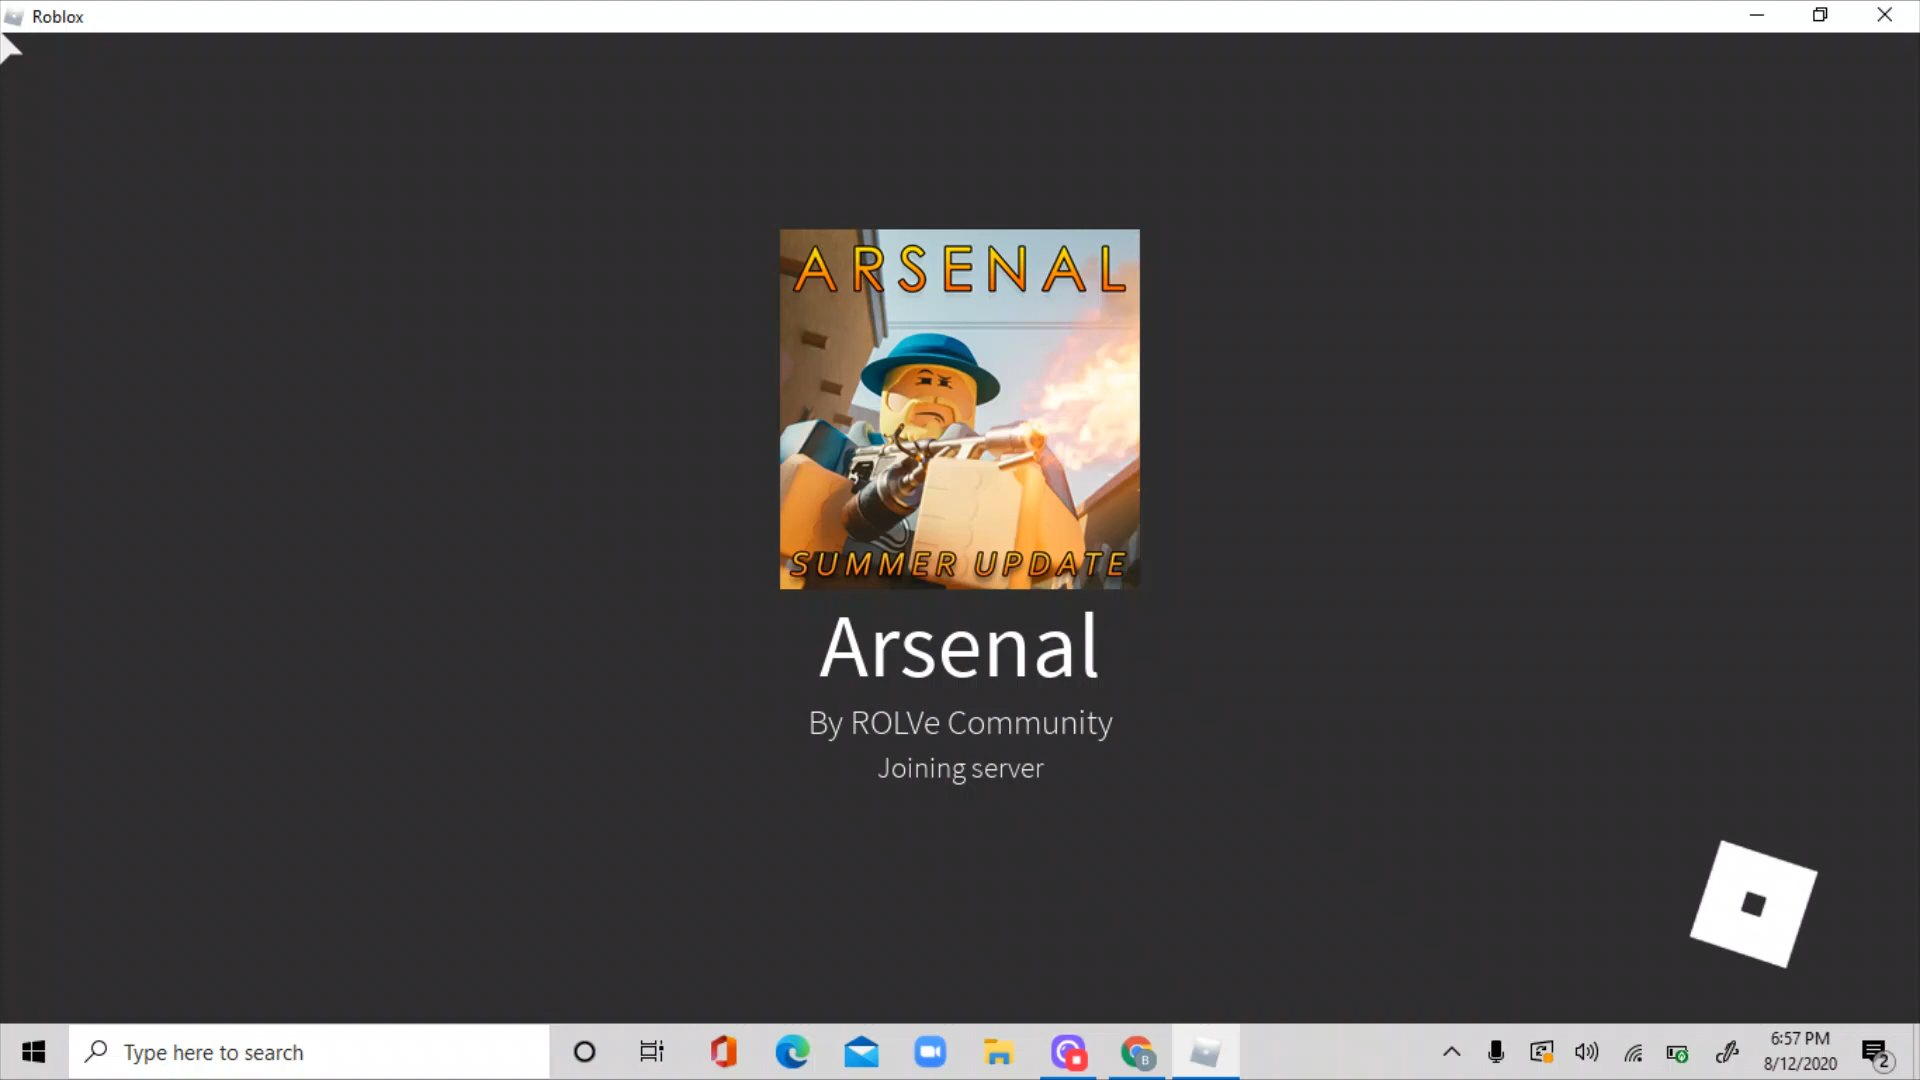 Roblox
ARSENAL
SUMMER UPDATE
Arsenal
By ROLVe Community
Joining server
Type here to search
B
6:57 PM
8/12/2020
2